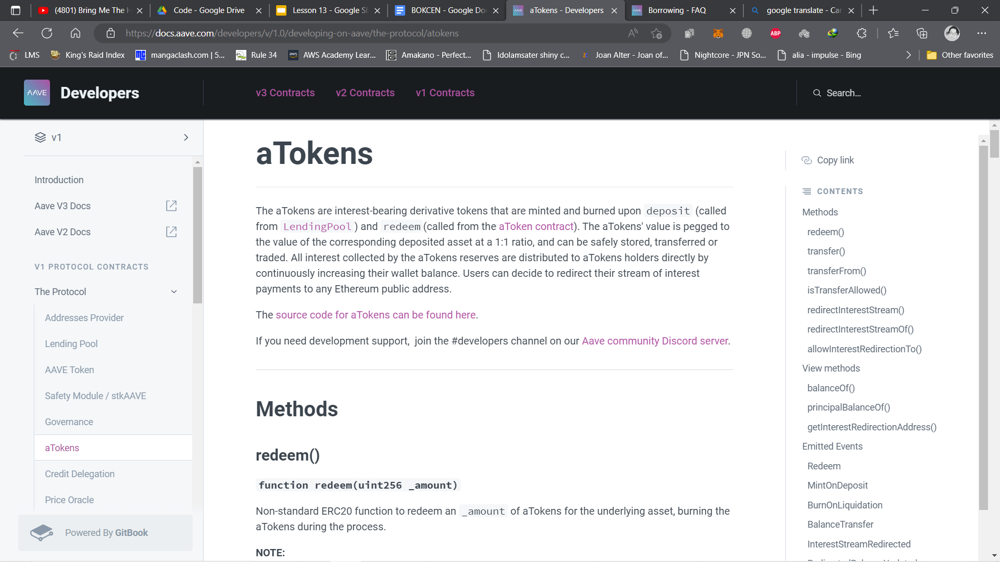 (4801) Bring Me The H
Code - Google Drive
Lesson 13 - Google Sl
BOKCEN - Google Do
aTokens - Developers
Borrowing - FAQ
google translate - Car
https://docs.aave.com/developers/v/1.0/developing-on-aave/the-protocol/atokens
ABP
LMS
King's Raid Index
MC
mangaclash.com | 5...
Rule 34
aws
AWS Academy Lear...
Amakano - Perfect...
Idolamsater shiny c...
Joan Alter - Joan of...
Nightcore - JPN So...
alia - impulse - Bing
Other favorites
AAVE
Developers
v3 Contracts
v2 Contracts
v1 Contracts
Search...
v1
Introduction
Aave V3 Docs
Aave V2 Docs
V1 PROTOCOL CONTRACTS
The Protocol
Addresses Provider
Lending Pool
AAVE Token
Safety Module / stkAAVE
Governance
aTokens
Credit Delegation
Price Oracle
Powered By GitBook
aTokens
The aTokens are interest-bearing derivative tokens that are minted and burned upon deposit (called
from LendingPool) and redeem(called from the aToken contract). The aTokens' value is pegged to
the value of the corresponding deposited asset at a 1:1 ratio, and can be safely stored, transferred or
traded. All interest collected by the aTokens reserves are distributed to aTokens holders directly by
continuously increasing their wallet balance. Users can decide to redirect their stream of interest
payments to any Ethereum public address.
The source code for aTokens can be found here.
If you need development support,  join the #developers channel on our Aave community Discord server.
Methods
redeem()
function redeem(uint256 _amount)
Non-standard ERC20 function to redeem an _amount of aTokens for the underlying asset, burning the
aTokens during the process.
NOTE:
Copy link
CONTENTS
Methods
redeem()
transfer()
transferFrom()
isTransferAllowed()
redirectInterestStream()
redirectInterestStreamOf()
allowInterestRedirectionTo()
View methods
balanceOf()
principalBalanceOf()
getInterestRedirectionAddress()
Emitted Events
Redeem
MintOnDeposit
BurnOnLiquidation
BalanceTransfer
InterestStreamRedirected